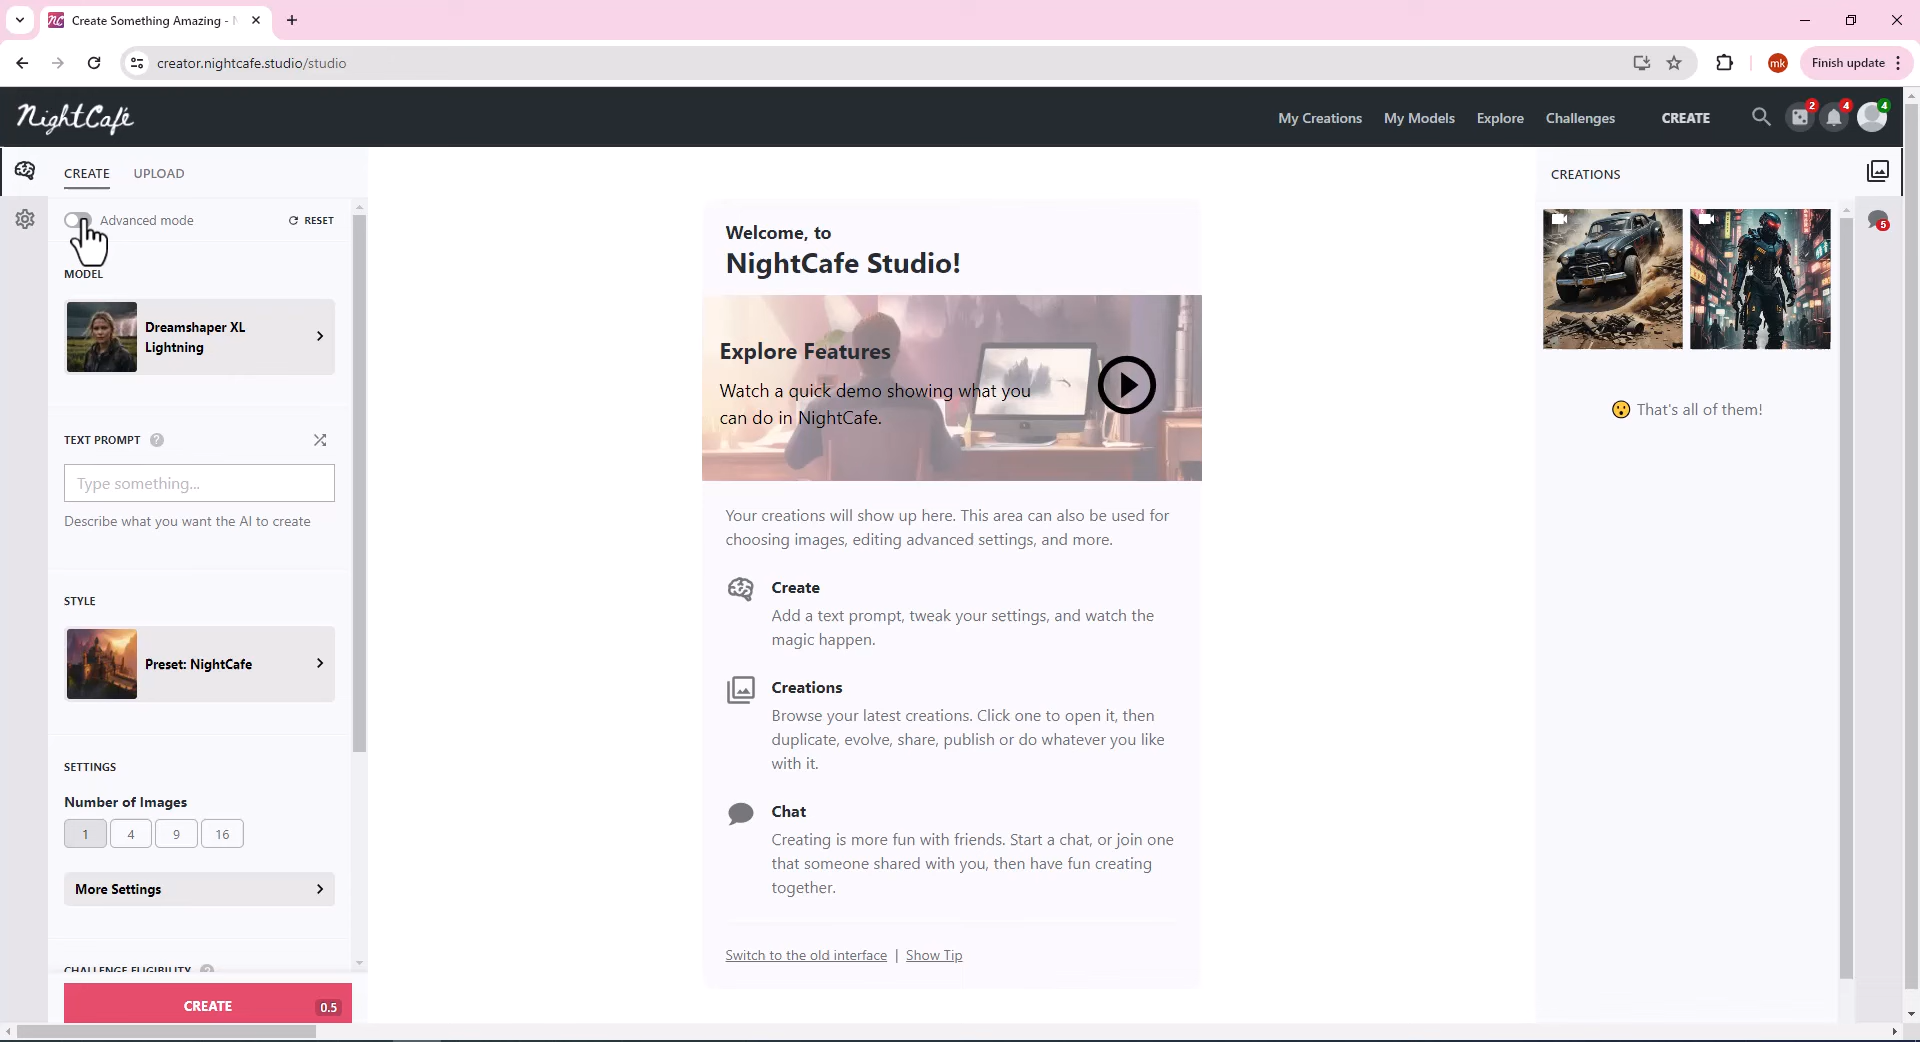 Create Something Amazing - N
creator.nightcafe.studio/studio
mk
Finish update
NightCafe
My Creations
My Models
Explore
Challenges
CREATE
2
4
4
CREATE
UPLOAD
Advanced mode
RESET
MODEL
Dreamshaper XL
Lightning
TEXT PROMPT ?
Type something...
Describe what you want the AI to create
STYLE
Preset: NightCafe
SETTINGS
Number of Images
1
4
9
16
More Settings
CHALLENGE ELIGIBILITY ?
CREATE
0.5
Welcome, to
NightCafe Studio!
Explore Features
Watch a quick demo showing what you
can do in NightCafe.
Your creations will show up here. This area can also be used for
choosing images, editing advanced settings, and more.
Create
Add a text prompt, tweak your settings, and watch the
magic happen.
Creations
Browse your latest creations. Click one to open it, then
duplicate, evolve, share, publish or do whatever you like
with it.
Chat
Creating is more fun with friends. Start a chat, or join one
that someone shared with you, then have fun creating
together.
Switch to the old interface | Show Tip
CREATIONS
5
That's all of them!